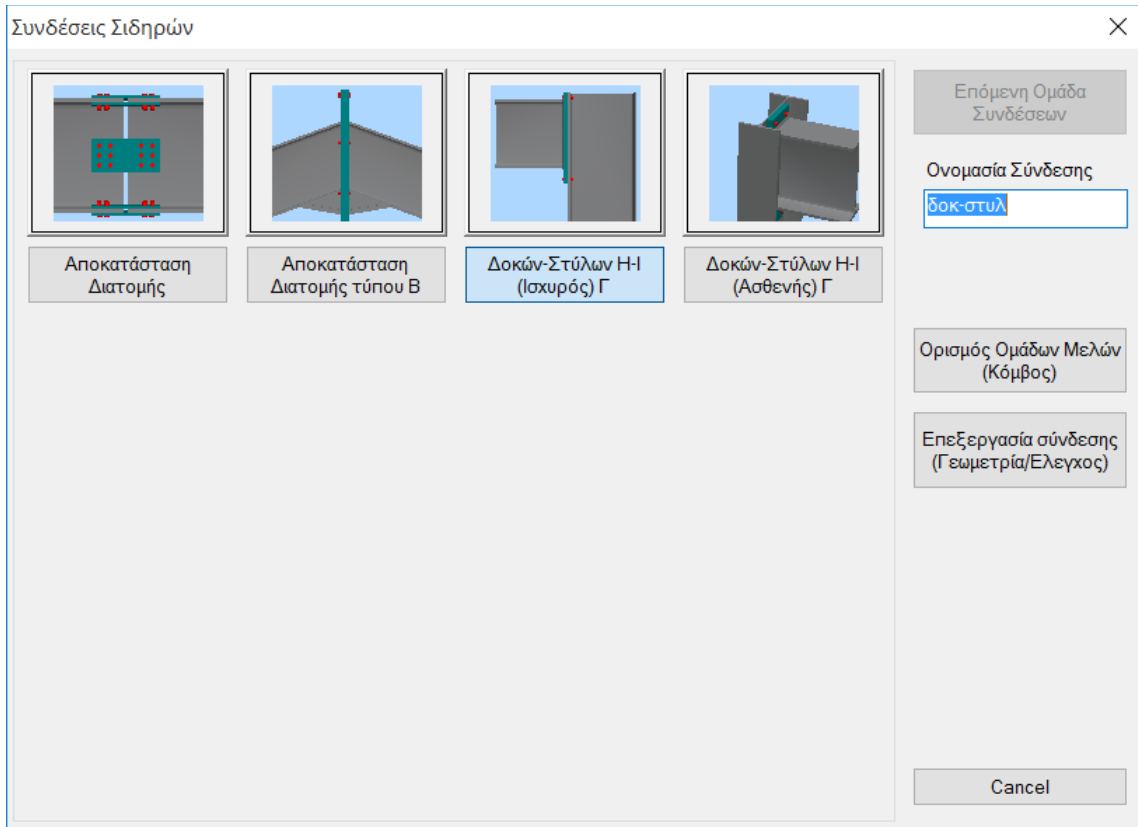 Συνδέσεις Σιδηρών
Αποκατάσταση
Διατομής
Αποκατάσταση
Διατομής τύπου Β
Δοκών-Στύλων Η-Ι
(Ισχυρός) Γ
Δοκών-Στύλων Η-Ι
(Ασθενής) Γ
Επόμενη Ομάδα
Συνδέσεων
Ονομασία Σύνδεσης
δοκ-στυλ
Ορισμός Ομάδων Μελών
(Κόμβος)
Επεξεργασία σύνδεσης
(Γεωμετρία/Ελεγχος)
Cancel